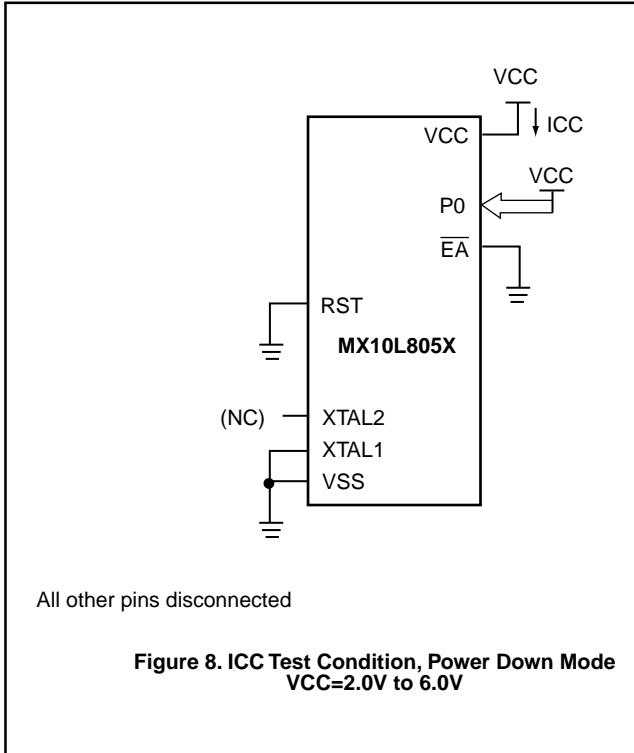 VCC
ICC
VCC
VCC
P0
EA
RST
MX10L805X
(NC)
XTAL2
XTAL1
VSS
All other pins disconnected
Figure 8. ICC Test Condition, Power Down Mode
VCC=2.0V to 6.0V